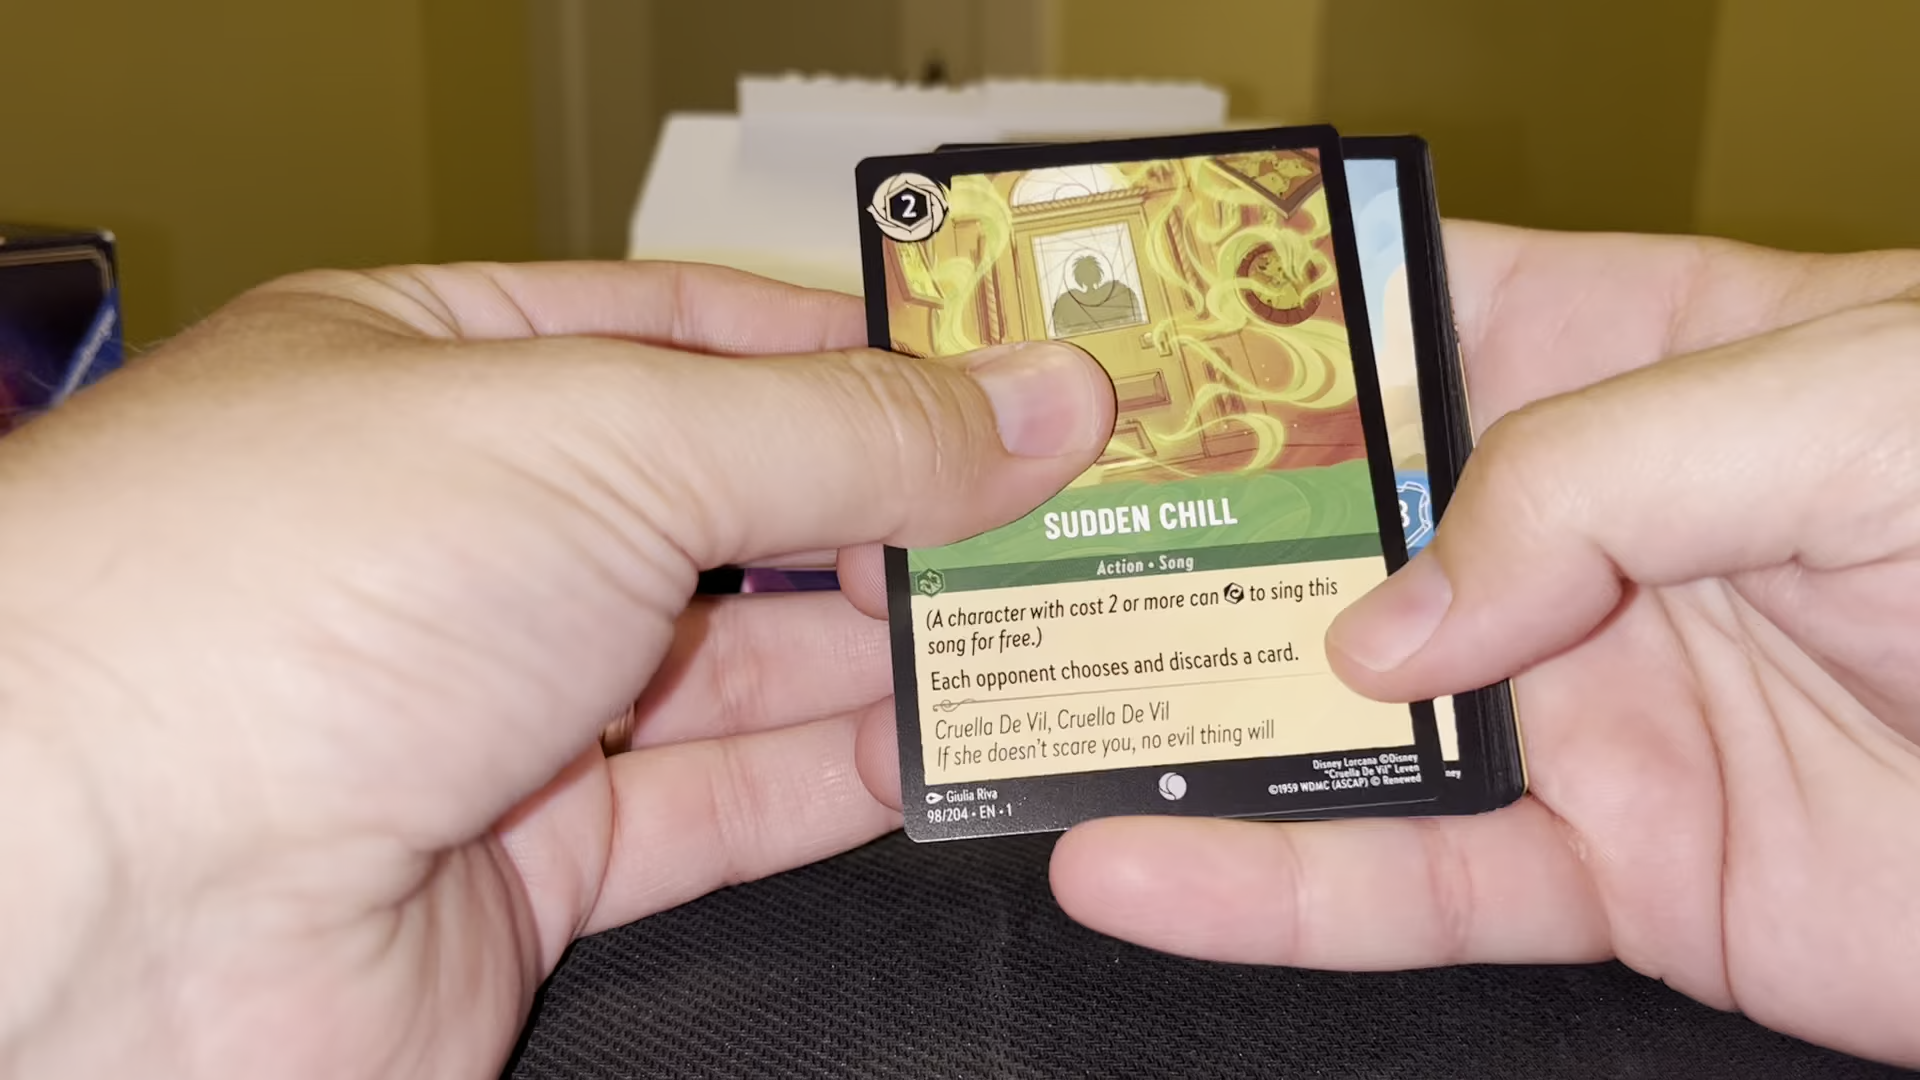 2
SUDDEN CHILL
Action • Song
(A character with cost 2 or more can to sing this
song for free.)
Each opponent chooses and discards a card.
Cruella De Vil, Cruella De Vil
If she doesn't scare you, no evil thing will
Giulia Riva
98/204 • EN • 1
Disney Lorcana ©Disney
"Cruella De Vil" Leven
©1959 WDMC (ASCAP) © Renewed
3
ney